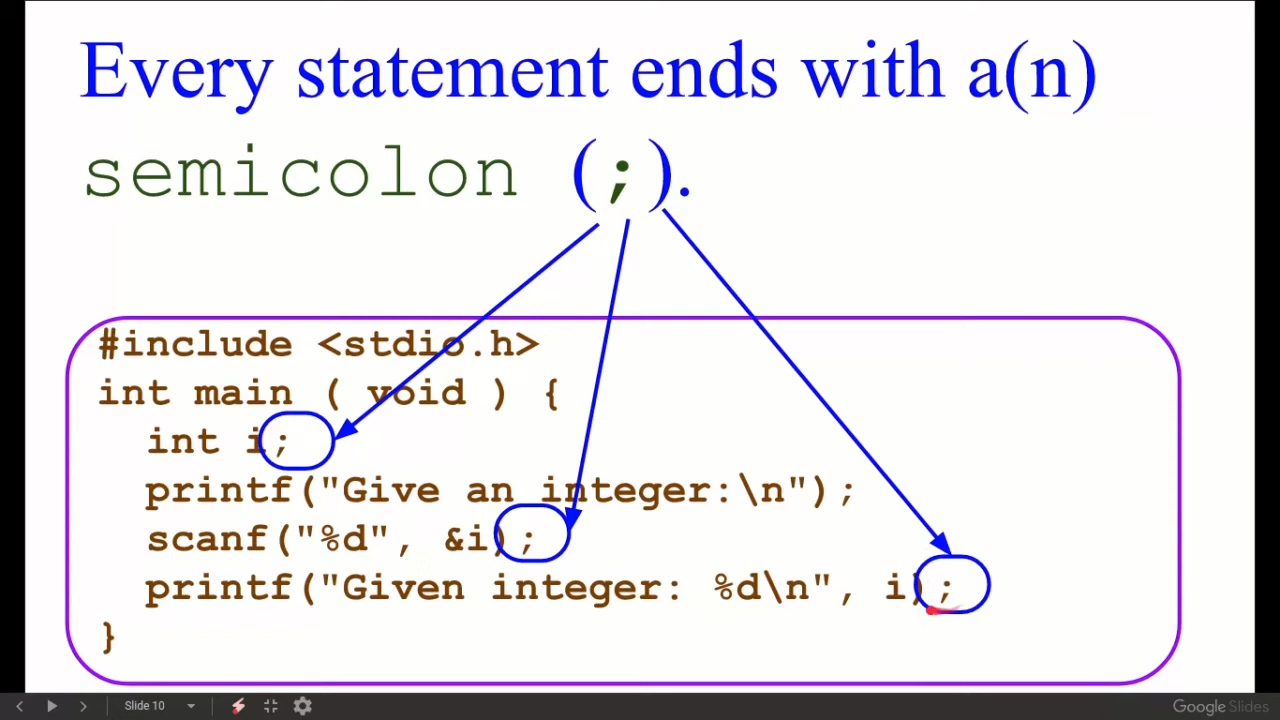 Every statement ends with a(n)
semicolon (;).
#include <stdio.h>
int main ( void ) {
int i;
printf("Give an integer:\n");
scanf("%d", &i);
printf("Given integer: %d\n", i);
}
Slide 10
Google Slides